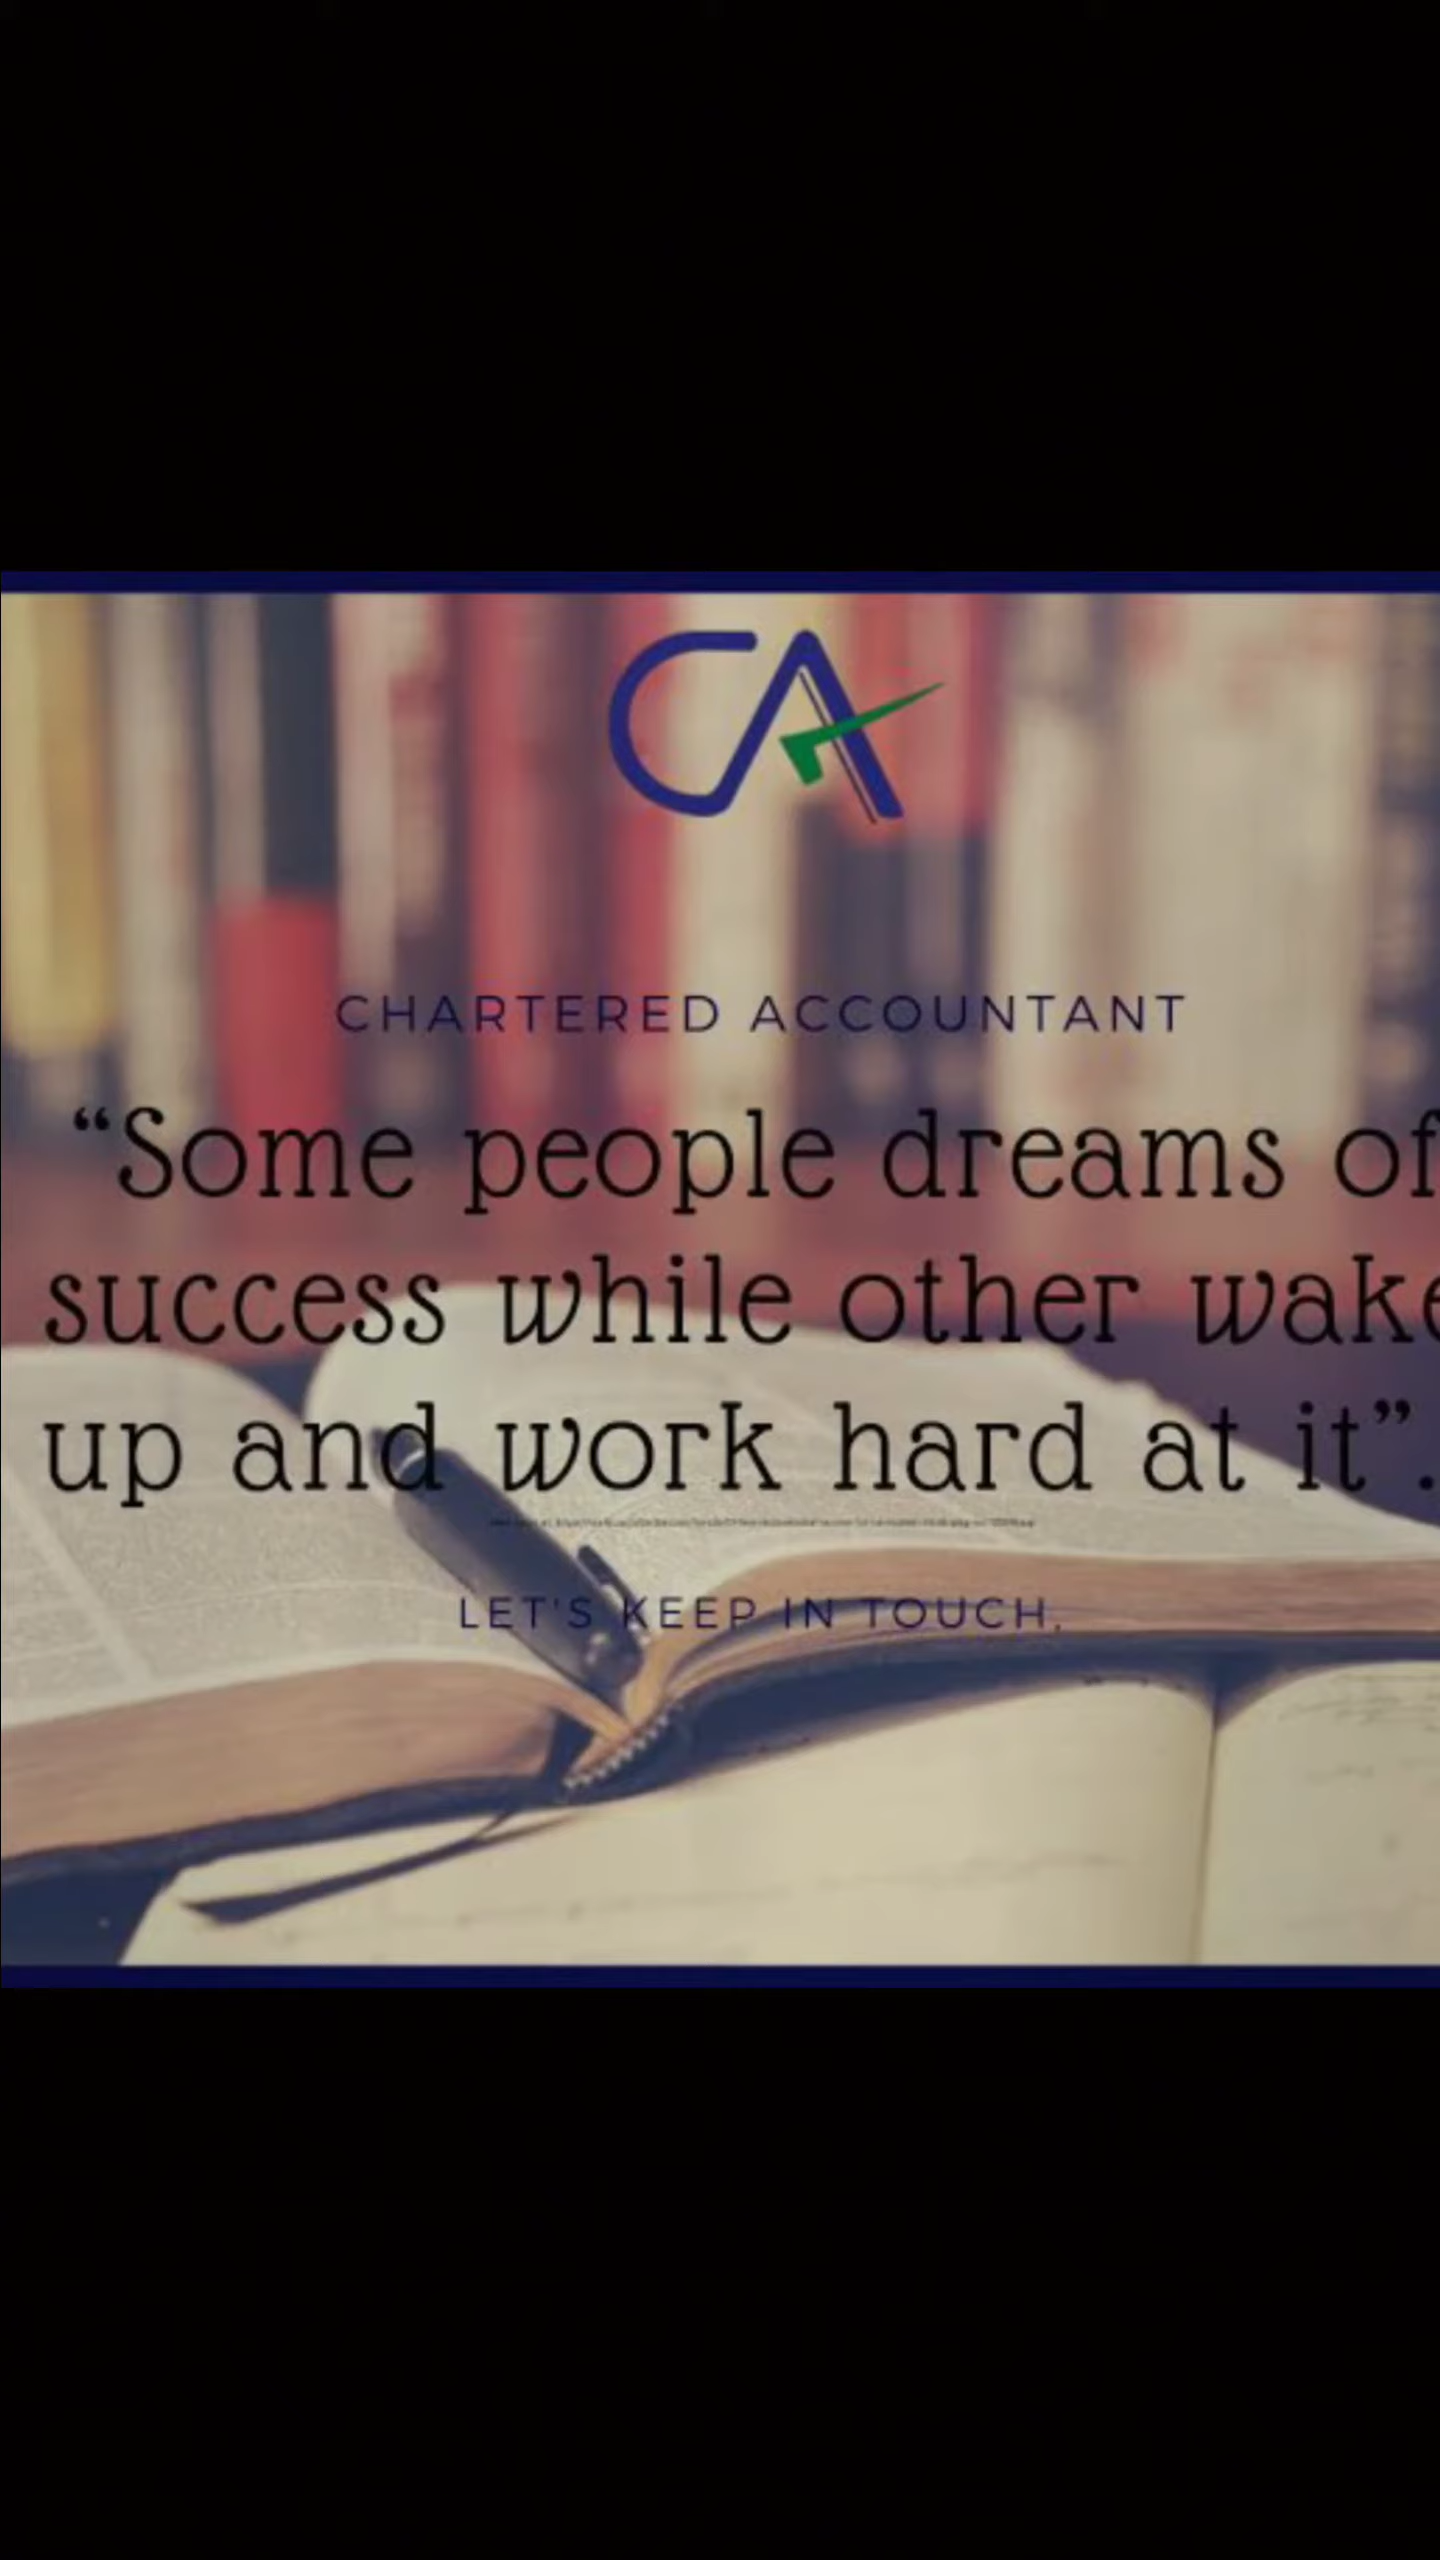 CA
CHARTERED ACCOUNTANT
“Some people dreams of
success while other wake
up and work hard at it”.
LET'S KEEP IN TOUCH.